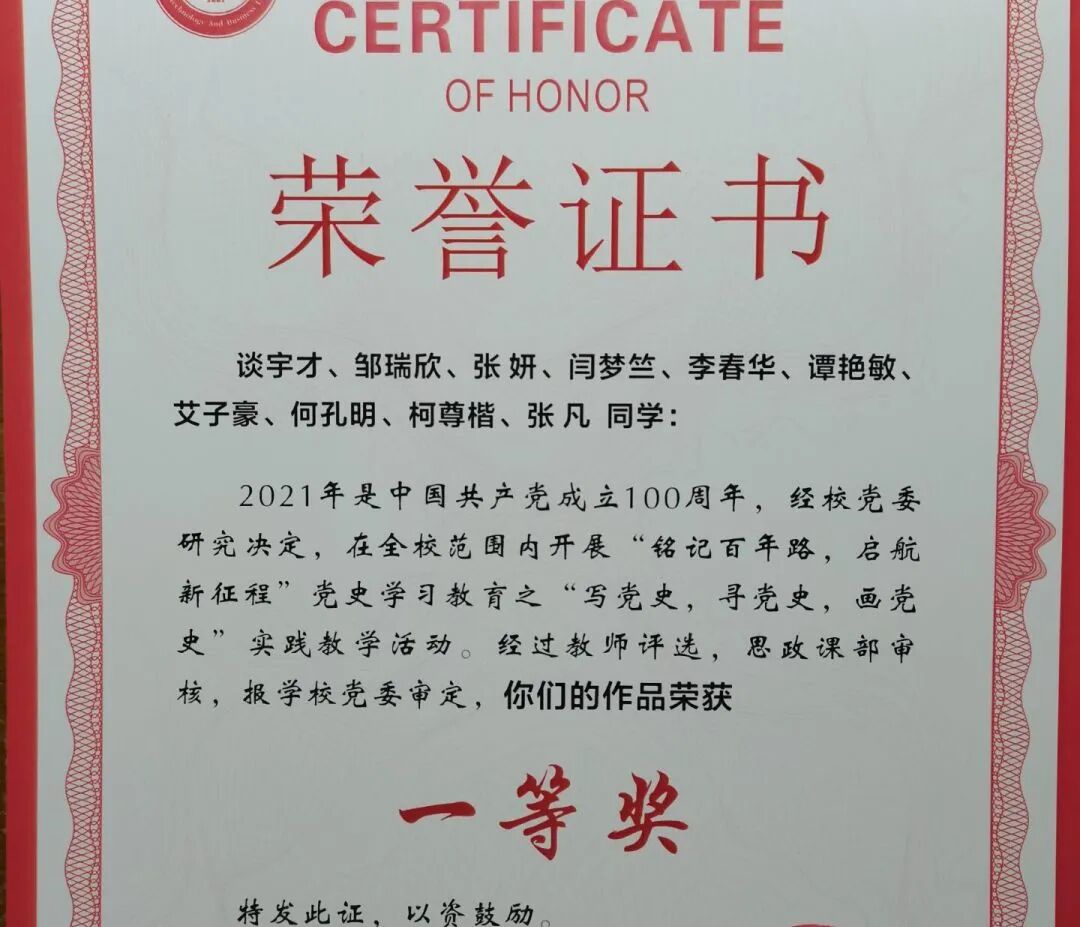 Technology And Business
CERTIFICATE
OF HONOR
荣誉证书
谈宇才、邹瑞欣、张 妍、闫梦竺、李春华、谭艳敏、
艾子豪、何孔明、柯尊楷、张 凡 同学：
2021年是中国共产党成立100周年，经校党委
研究决定，在全校范围内开展“铭记百年路，启航
新征程”党史学习教育之“写党史，寻党史，画党
史”实践教学活动。经过教师评选，思政课部审
核，报学校党委审定，你们的作品荣获
一等奖
特发此证，以资鼓励。